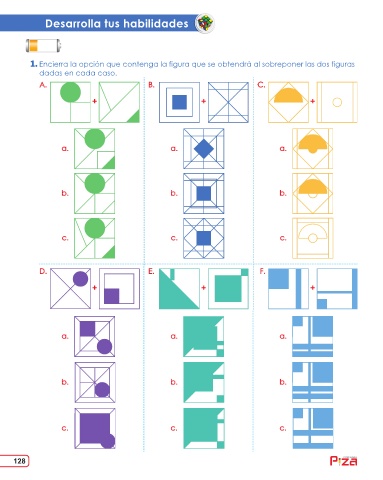 Desarrolla tus habilidades
1. Encierra la opción que contenga la figura que se obtendrá al sobreponer las dos figuras
dadas en cada caso.
A. B. C.
+ + +
a. a. a.
b. b. b.
c. c. c.
D. E. F.
+ + +
a. a. a.
b. b. b.
c. c. c.
128